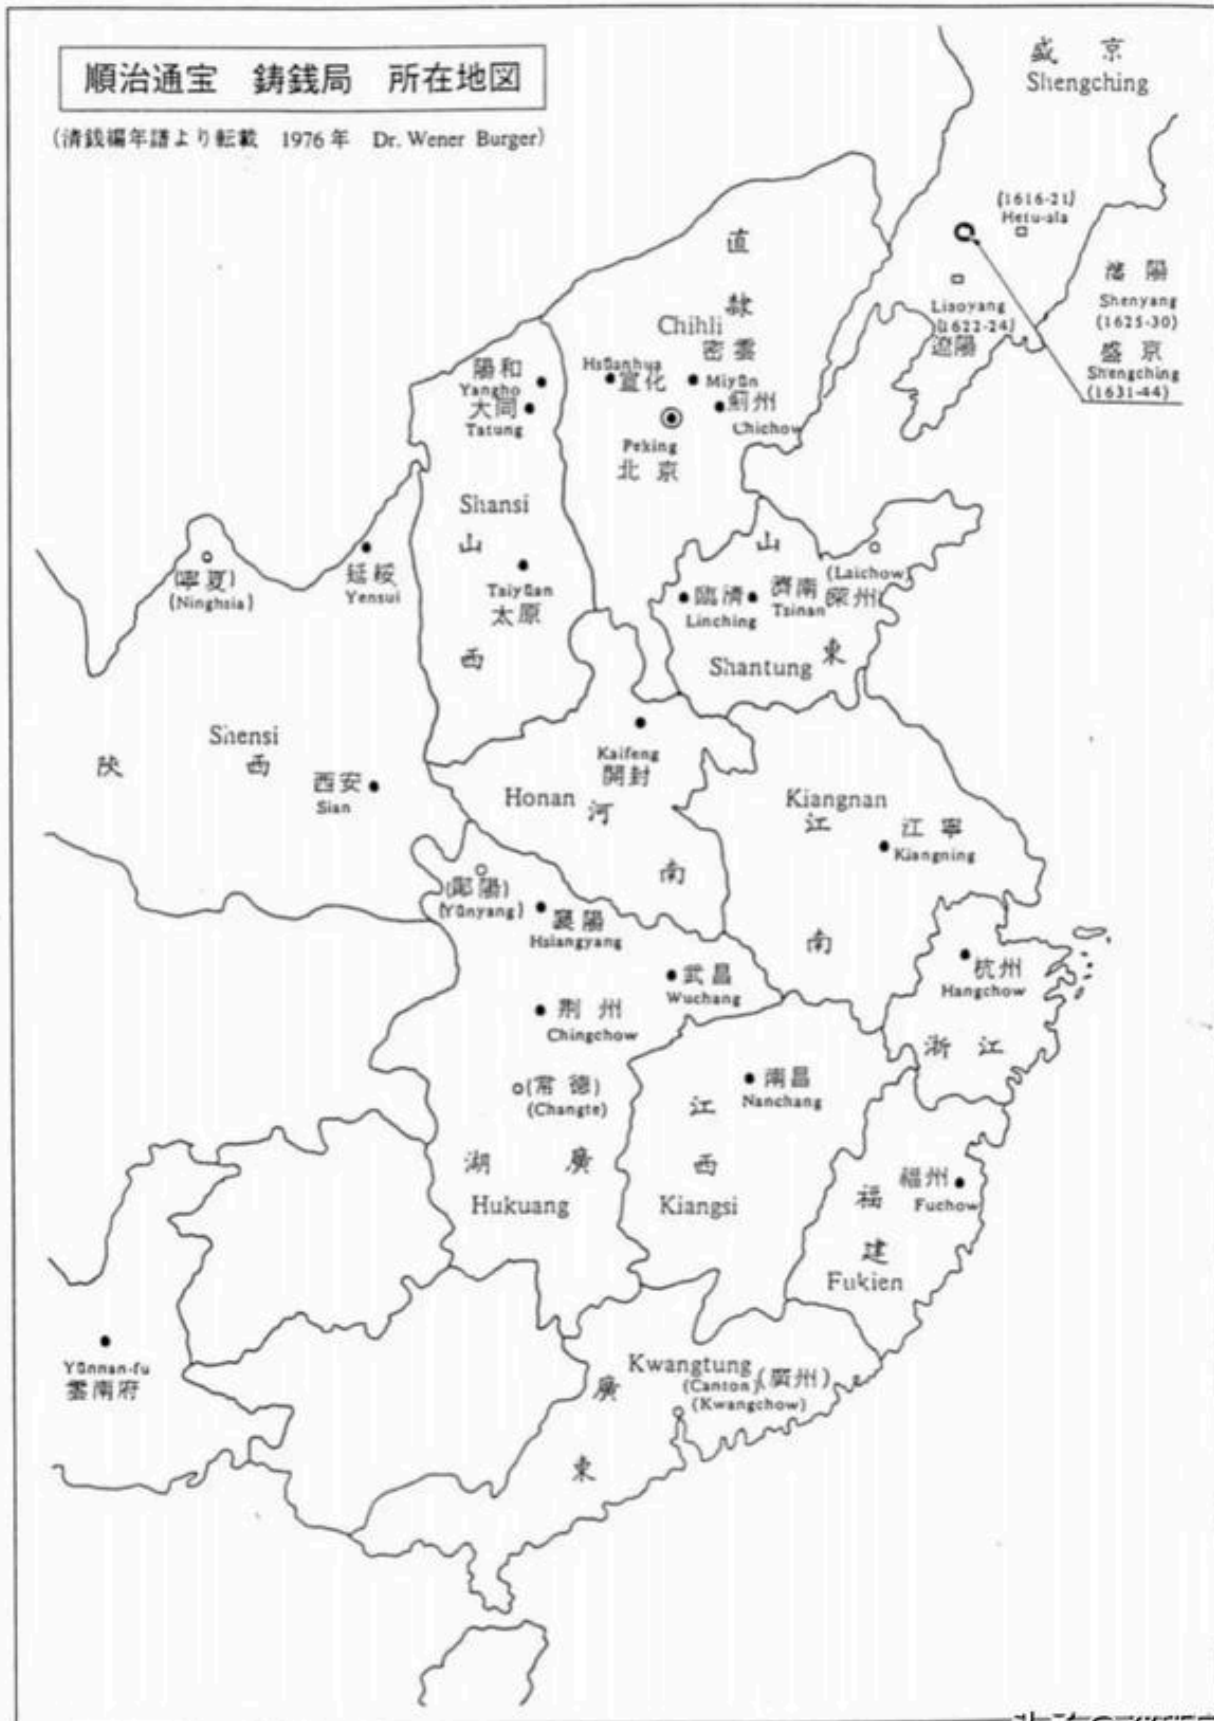 順治通宝　鋳銭局　所在地図
(清銭編年譜より転載　1976年　Dr. Wener Burger)
盛 京
Shengching
(1616-21)
Hetu-ala
瀋 陽
Shenyang
(1625-30)
盛 京
Shengching
(1631-44)
Liaoyang
(1622-24)
遼陽
直
隸
Chihli
密雲
Miyün
Hsüanhua
宣化
薊州
Chichow
Peking
北 京
陽和
Yangho
大同
Tatung
Shansi
山
西
Taiyüan
太原
(寧夏)
(Ninghsia)
延綏
Yensui
山
東
(Laichow)
萊州
臨清
Linching
濟南
Tsinan
Shantung
Shensi
陝
西
西安
Sian
Kaifeng
開封
Honan
河
南
Kiangnan
江
南
江 寧
Kiangning
(鄖陽)
(Yünyang)
襄陽
Hsiangyang
武昌
Wuchang
荆 州
Chingchow
(常 德)
(Changte)
湖 廣
Hukuang
杭州
Hangchow
浙 江
南昌
Nanchang
江
西
Kiangsi
福州
Fuchow
福
建
Fukien
Yünnan-fu
雲南府
Kwangtung
(Canton)
(廣州)
(Kwangchow)
廣
東